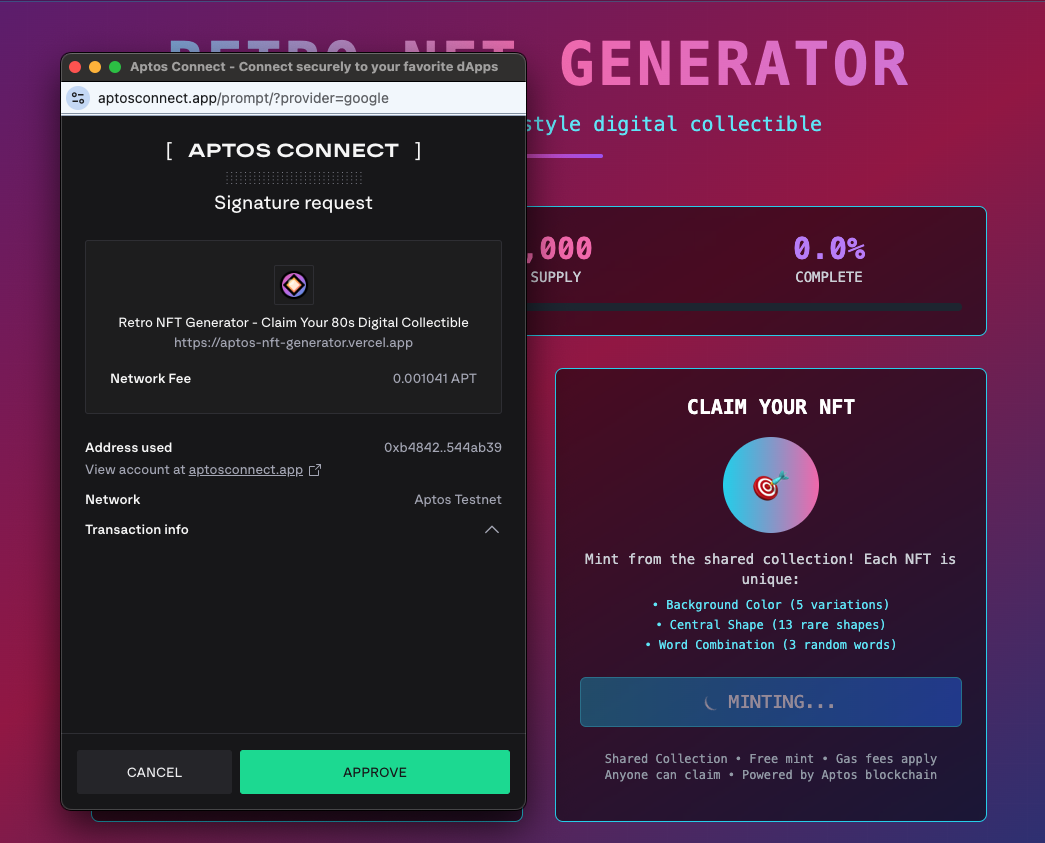 RETRO NFT GENERATOR
style digital collectible
Aptos Connect - Connect securely to your favorite dApps
aptosconnect.app/prompt/?provider=google
[ APTOS CONNECT ]
Signature request
Retro NFT Generator - Claim Your 80s Digital Collectible
https://aptos-nft-generator.vercel.app
Network Fee 0.001041 APT
Address used 0xb4842..544ab39
View account at aptosconnect.app
Network Aptos Testnet
Transaction info
CANCEL APPROVE
,000
SUPPLY
0.0%
COMPLETE
CLAIM YOUR NFT
Mint from the shared collection! Each NFT is
unique:
• Background Color (5 variations)
• Central Shape (13 rare shapes)
• Word Combination (3 random words)
MINTING...
Shared Collection • Free mint • Gas fees apply
Anyone can claim • Powered by Aptos blockchain